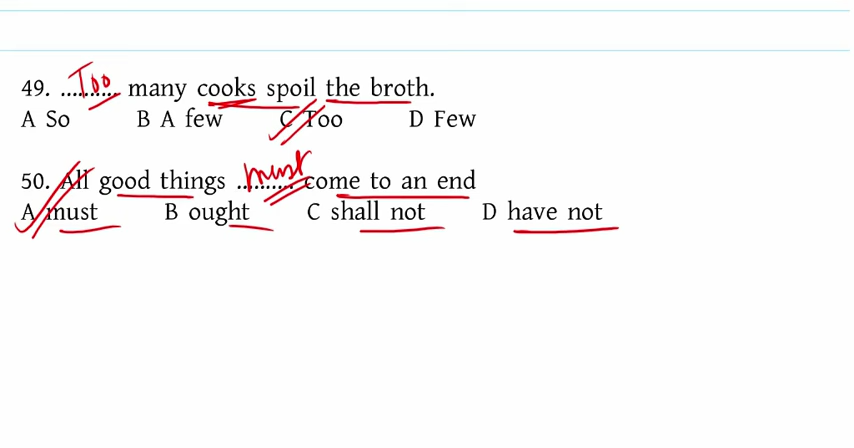 49. .......... many cooks spoil the broth.
Too
A So B A few C Too D Few
50. All good things .......... come to an end
must
A must B ought C shall not D have not